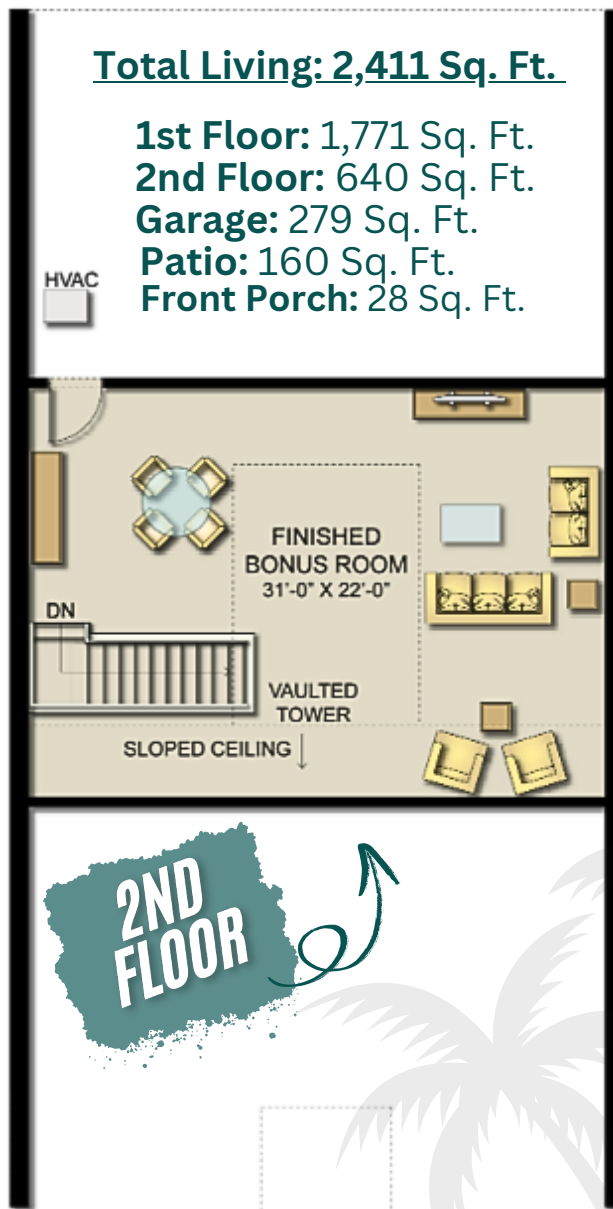 Total Living: 2,411 Sq. Ft.
1st Floor: 1,771 Sq. Ft.
2nd Floor: 640 Sq. Ft.
Garage: 279 Sq. Ft.
Patio: 160 Sq. Ft.
Front Porch: 28 Sq. Ft.
HVAC
FINISHED
BONUS ROOM
31'-0" X 22'-0"
DN
VAULTED
TOWER
SLOPED CEILING
2ND
FLOOR